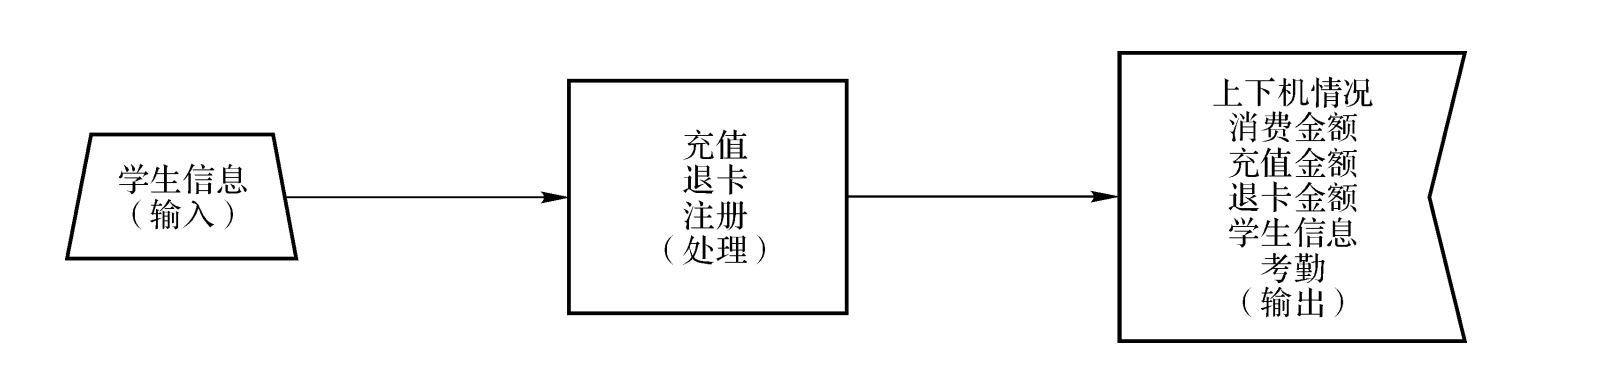 学生信息
（输入）
充值
退卡
注册
（处理）
上下机情况
消费金额
充值金额
退卡金额
学生信息
考勤
（输出）